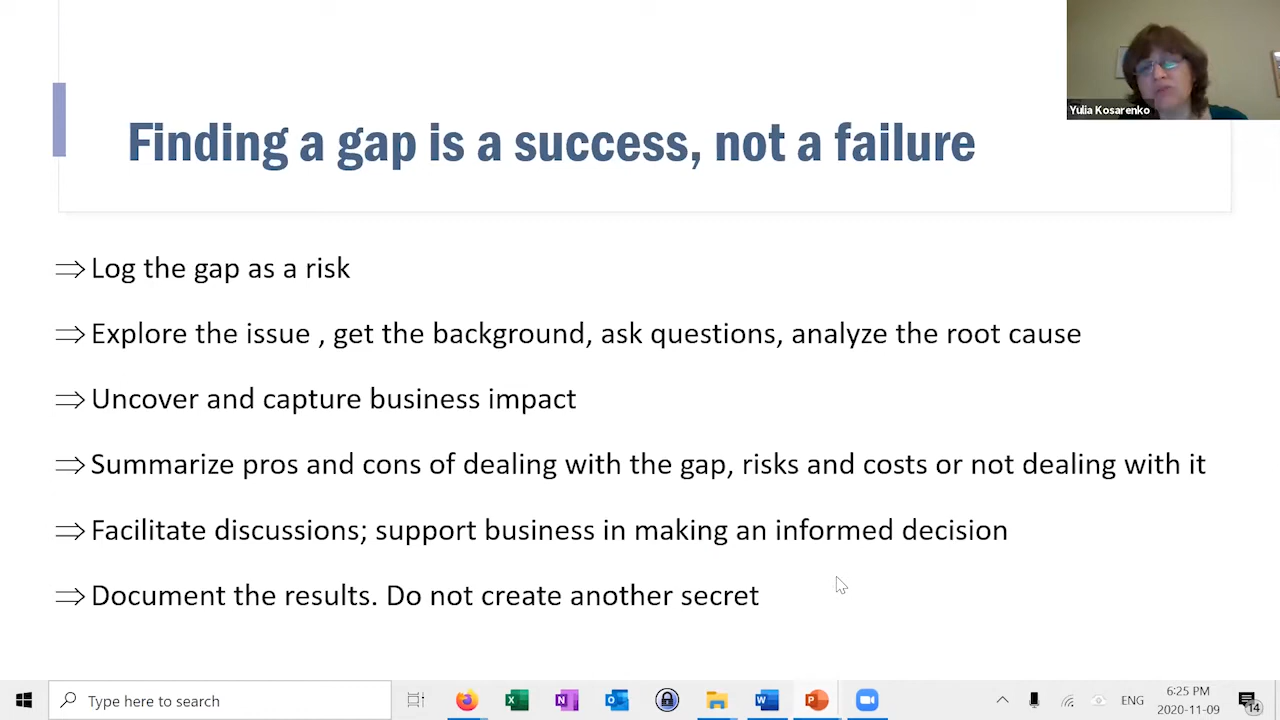 Yulia Kosarenko
Finding a gap is a success, not a failure
⇒ Log the gap as a risk
⇒ Explore the issue , get the background, ask questions, analyze the root cause
⇒ Uncover and capture business impact
⇒ Summarize pros and cons of dealing with the gap, risks and costs or not dealing with it
⇒ Facilitate discussions; support business in making an informed decision
⇒ Document the results. Do not create another secret
Type here to search
ENG
6:25 PM
2020-11-09
14